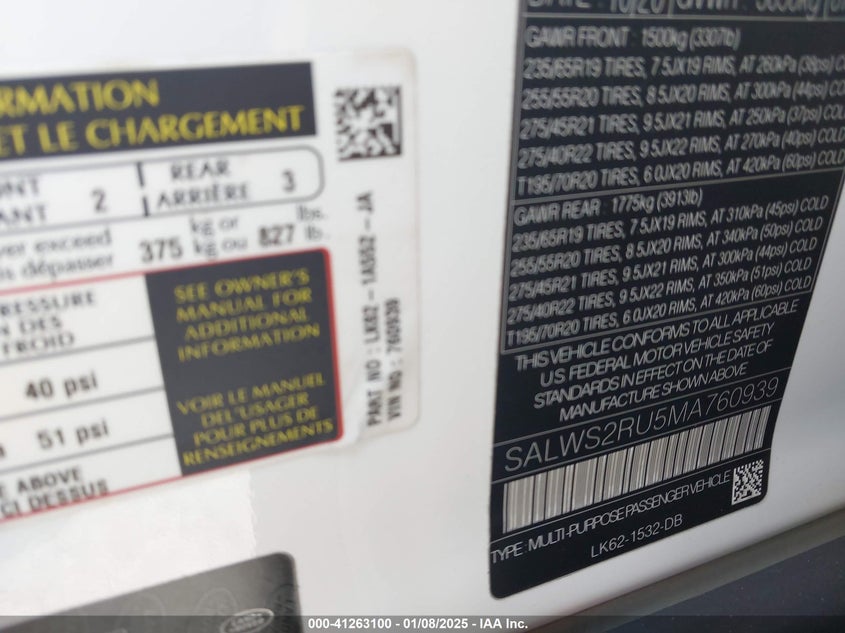 RMATION
ET LE CHARGEMENT
2
REAR
ARRIÈRE
3
ver exceed
is dépasser
375
kg or
kg ou
827
lbs.
lb.
RESSURE
DES
FROID
40 psi
51 psi
E ABOVE
CI DESSUS
SEE OWNER'S
MANUAL FOR
ADDITIONAL
INFORMATION
VOIR LE MANUEL
DEL'USAGER
POUR PLUS DE
RENSEIGNEMENTS
PART NO : LK62-1A552-JA
VIN NO : 760939
GAWR FRONT : 1500kg (3307lb)
235/65R19 TIRES, 7.5JX19 RIMS, AT 260kPa (38psi) CO
255/55R20 TIRES, 8.5JX20 RIMS, AT 300kPa (44psi) CO
275/45R21 TIRES, 9.5JX21 RIMS, AT 250kPa (37psi) CO
275/40R22 TIRES, 9.5JX22 RIMS, AT 270kPa (40psi) CO
T195/70R20 TIRES, 6.0JX20 RIMS, AT 420kPa (60psi) COL
GAWR REAR : 1775kg (3913lb)
235/65R19 TIRES, 7.5JX19 RIMS, AT 310kPa (45psi) COLD
255/55R20 TIRES, 8.5JX20 RIMS, AT 340kPa (50psi) COLD
275/45R21 TIRES, 9.5JX21 RIMS, AT 300kPa (44psi) COLD
275/40R22 TIRES, 9.5JX22 RIMS, AT 350kPa (51psi) COLD
T195/70R20 TIRES, 6.0JX20 RIMS, AT 420kPa (60psi) COLD
THIS VEHICLE CONFORMS TO ALL APPLICABLE
U.S. FEDERAL MOTOR VEHICLE SAFETY
STANDARDS IN EFFECT ON THE DATE OF
MANUFACTURE SHOWN ABOVE
SALWS2RU5MA760939
TYPE: MULTI-PURPOSE PASSENGER VEHICLE
LK62-1532-DB
000-41263100 - 01/08/2025 - IAA Inc.